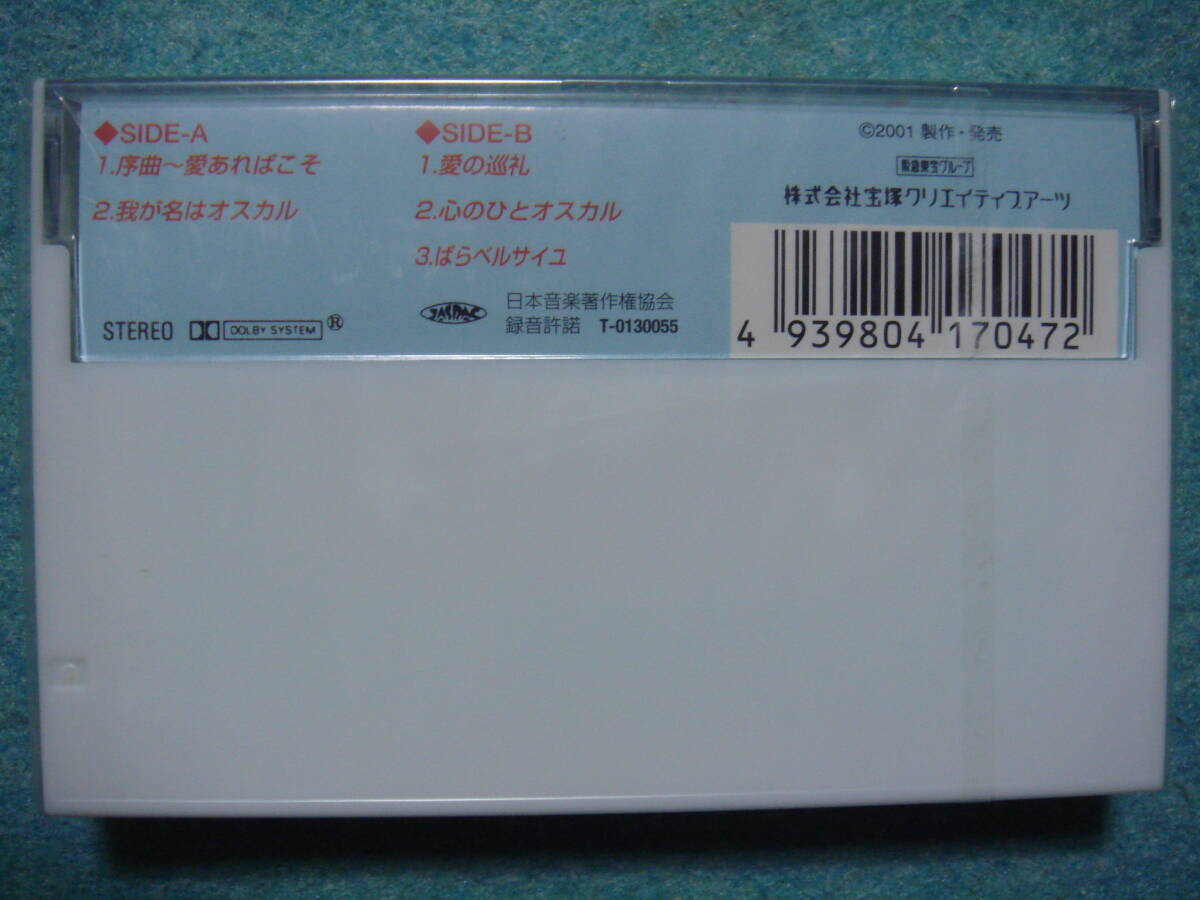 ◆SIDE-A
1.序曲〜愛あればこそ
2.我が名はオスカル
STEREO DOLBY SYSTEM®
◆SIDE-B
1.愛の巡礼
2.心のひとオスカル
3.ばらベルサイユ
JASRAC
日本音楽著作権協会
録音許諾 T-0130055
©2001 製作・発売
阪急東宝グループ
株式会社宝塚クリエイティブアーツ
4 939804 170472